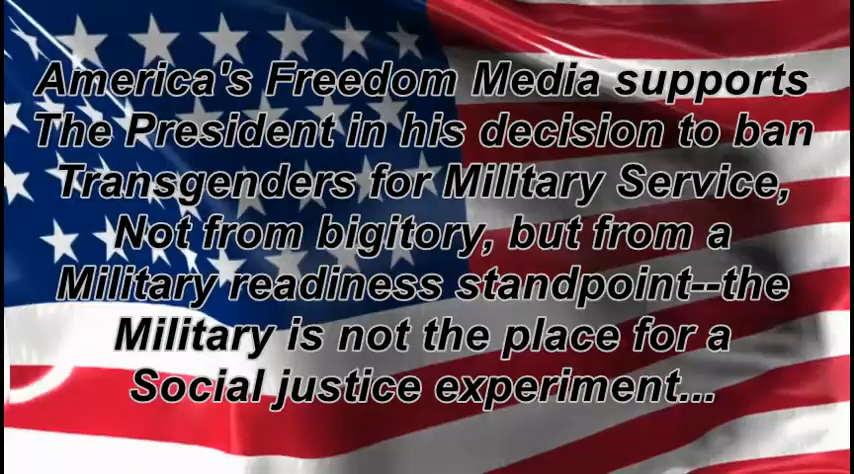 America's Freedom Media supports
The President in his decision to ban
Transgenders for Military Service,
Not from bigitory, but from a
Military readiness standpoint--the
Military is not the place for a
Social justice experiment...